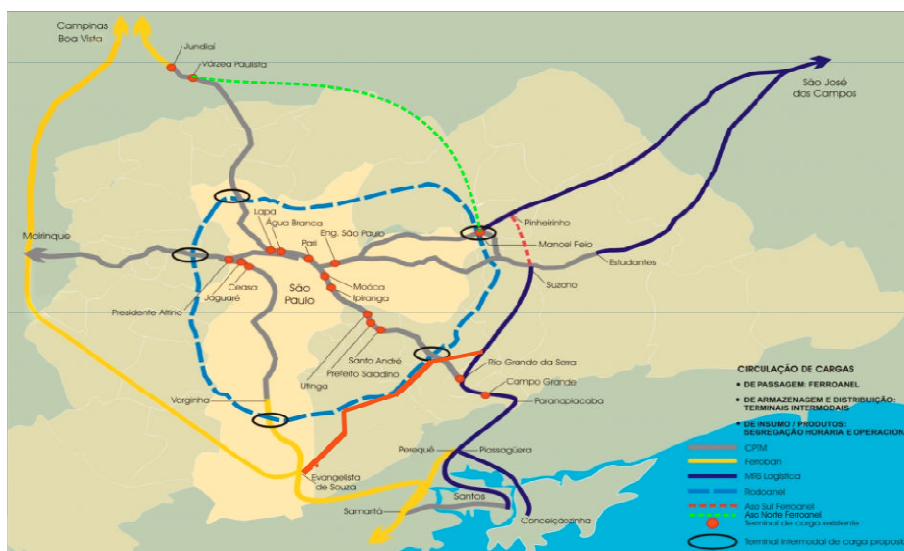 Campinas
Boa Vista
Jundiaí
Várzea Paulista
São José
dos Campos
Lapa
Água Branca
Pari
Eng. São Paulo
Pinheirinho
Manoel Feio
Mairinque
Estudantes
Ceasa
Jaguaré
Presidente Altino
São
Paulo
Moóca
Ipiranga
Suzano
Santo André
Prefeito Saladino
Utinga
Rio Grande da Serra
Campo Grande
Paranapiacaba
Varginha
Evangelista
de Souza
Perequê
Piassagüera
Santos
Samaritá
Conceiçãozinha
CIRCULAÇÃO DE CARGAS
• DE PASSAGEM: FERROANEL
• DE ARMAZENAGEM E DISTRIBUIÇÃO:
TERMINAIS INTERMODAIS
• DE INSUMO / PRODUTOS:
SEGREGAÇÃO HORÁRIA E OPERACION
CPTM
Ferroban
MRS Logística
Rodoanel
Asa Sul Ferroanel
Asa Norte Ferroanel
Terminal de carga existente
Terminal intermodal de carga proposto